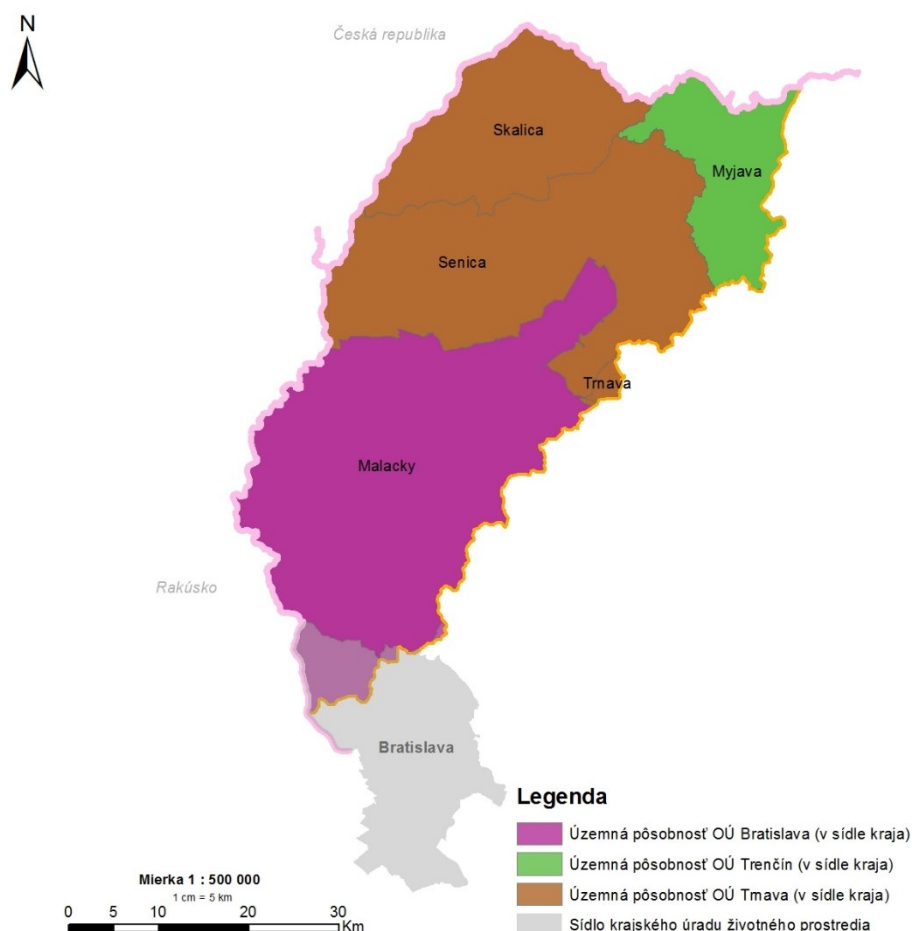 N
Česká republika
Skalica
Myjava
Senica
Trnava
Malacky
Rakúsko
Bratislava
Legenda
Územná pôsobnosť OÚ Bratislava (v sídle kraja)
Územná pôsobnosť OÚ Trenčín (v sídle kraja)
Územná pôsobnosť OÚ Trnava (v sídle kraja)
Sídlo krajského úradu životného prostredia
Mierka 1 : 500 000
1 cm = 5 km
0 5 10 20 30
Km